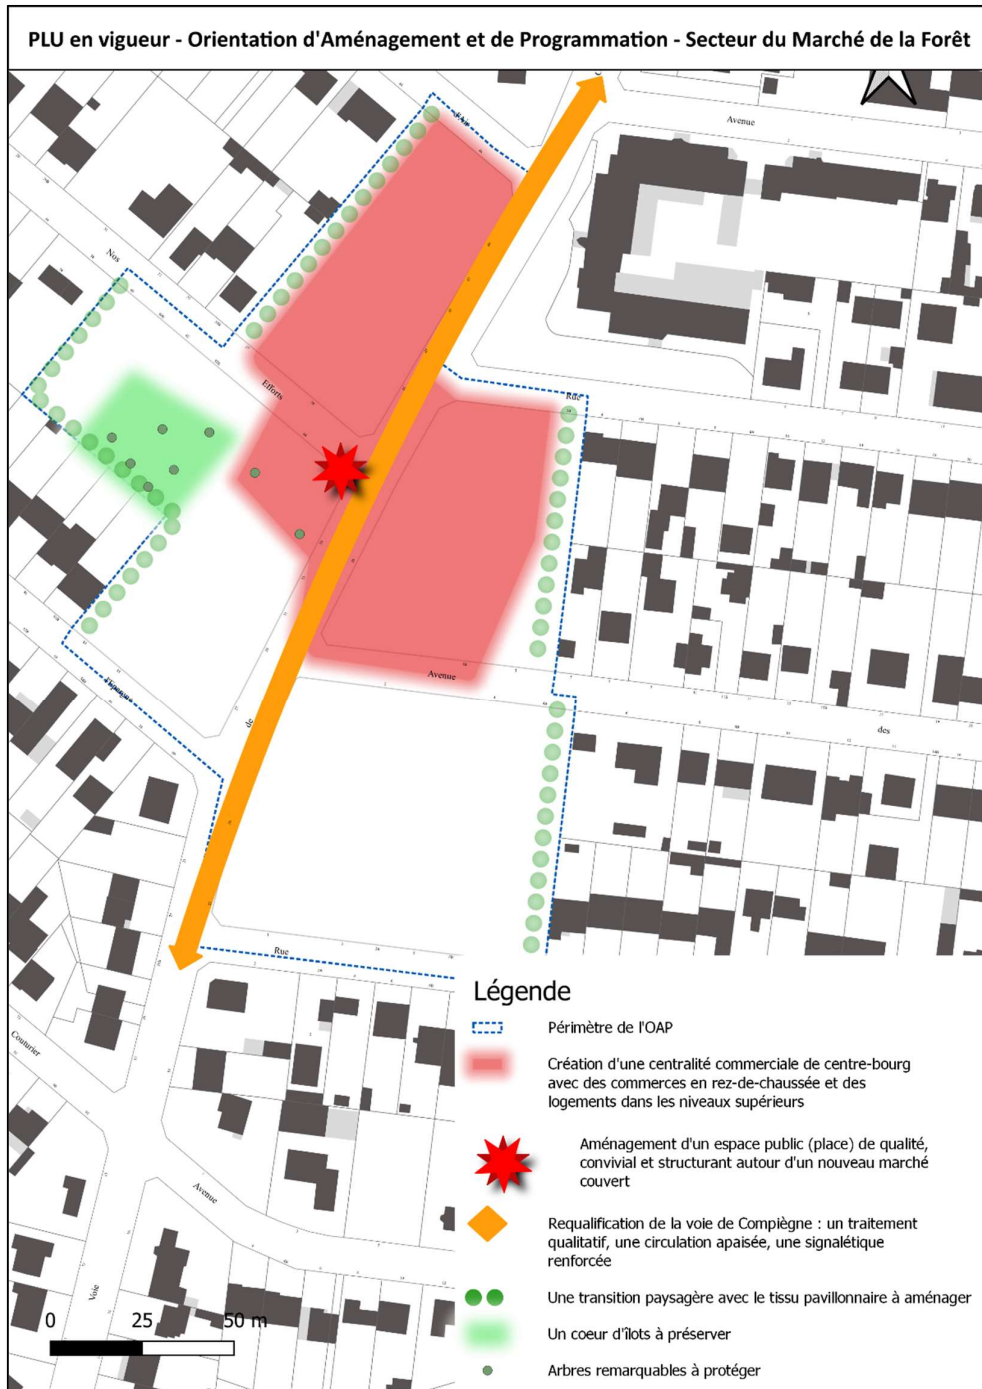 PLU en vigueur - Orientation d'Aménagement et de Programmation - Secteur du Marché de la Forêt
Avenue
d'Air
Nos
Efforts
Rue
Avenue
l'Epargne
de
des
Rue
Couturier
Avenue
Voie
0 25 50 m
Légende
Périmètre de l'OAP
Création d'une centralité commerciale de centre-bourg
avec des commerces en rez-de-chaussée et des
logements dans les niveaux supérieurs
Aménagement d'un espace public (place) de qualité,
convivial et structurant autour d'un nouveau marché
couvert
Requalification de la voie de Compiègne : un traitement
qualitatif, une circulation apaisée, une signalétique
renforcée
Une transition paysagère avec le tissu pavillonnaire à aménager
Un coeur d'îlots à préserver
Arbres remarquables à protéger